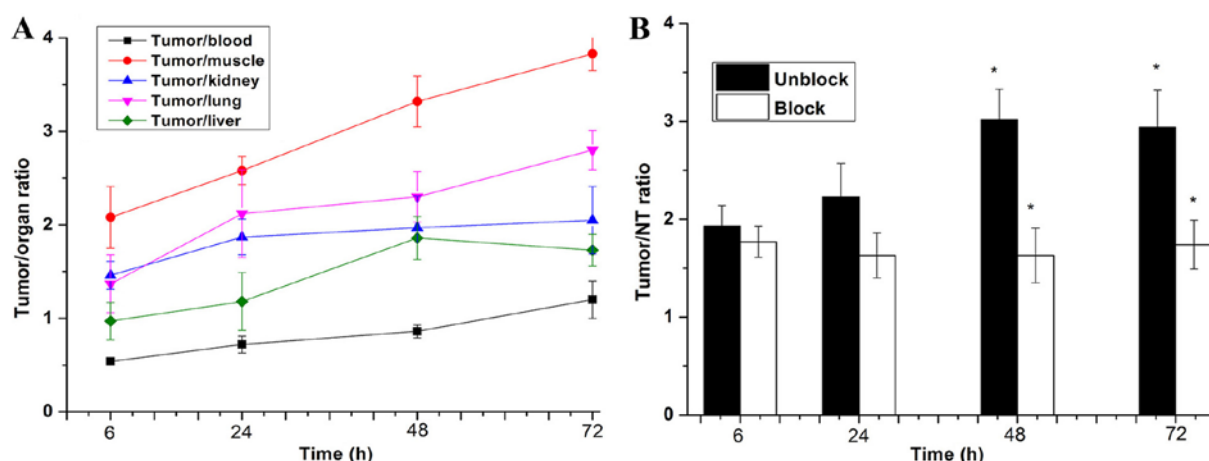 A
Tumor/blood
Tumor/muscle
Tumor/kidney
Tumor/lung
Tumor/liver
Tumor/organ ratio
4
3
2
1
0
6
24
48
72
Time (h)
B
Unblock
Block
Tumor/NT ratio
4
3
2
1
0
*
*
*
*
6
24
48
72
Time (h)